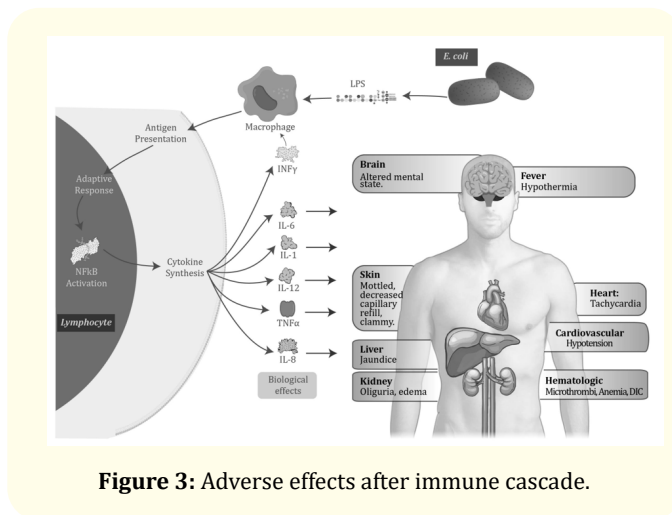 E. coli
LPS
Macrophage
Antigen
Presentation
INFγ
Adaptive
Response
NFkB
Activation
Lymphocyte
Cytokine
Synthesis
IL-6
IL-1
IL-12
TNFα
IL-8
Biological
effects
Brain
Altered mental
state.
Fever
Hypothermia
Skin
Mottled,
decreased
capillary
refill,
clammy.
Heart:
Tachycardia
Cardiovascular
Hypotension
Liver
Jaundice
Kidney
Oliguria, edema
Hematologic
Microthrombi, Anemia, DIC
Figure 3: Adverse effects after immune cascade.